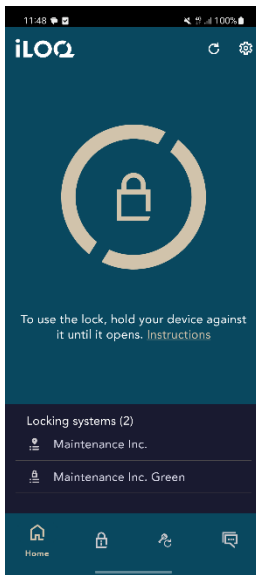 11:48 100%
iLOQ
To use the lock, hold your device against
it until it opens. Instructions
Locking systems (2)
Maintenance Inc.
Maintenance Inc. Green
Home